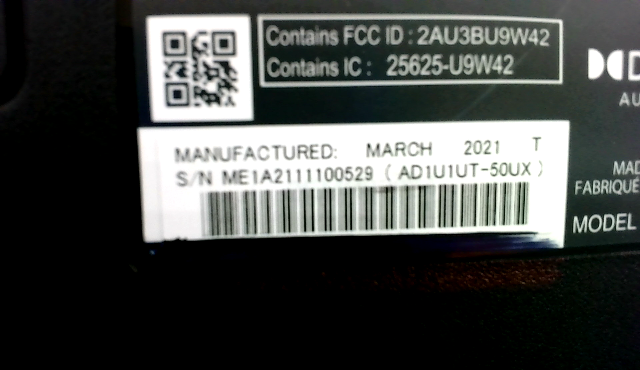 Contains FCC ID : 2AU3BU9W42
Contains IC : 25625-U9W42
MANUFACTURED: MARCH 2021 T
S/N ME1A2111100529 ( AD1U1UT-50UX )
AU
MAD
FABRIQUÉ
MODEL